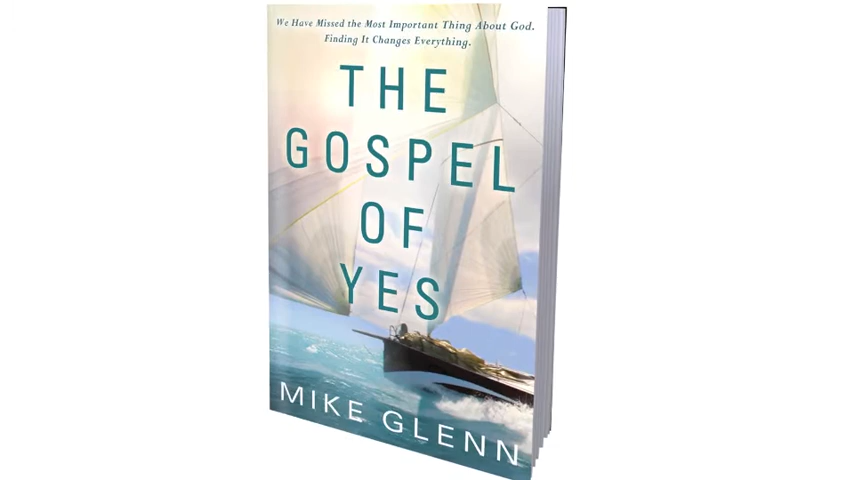 We Have Missed the Most Important Thing About God.
Finding It Changes Everything.
THE
GOSPEL
OF
YES
MIKE GLENN